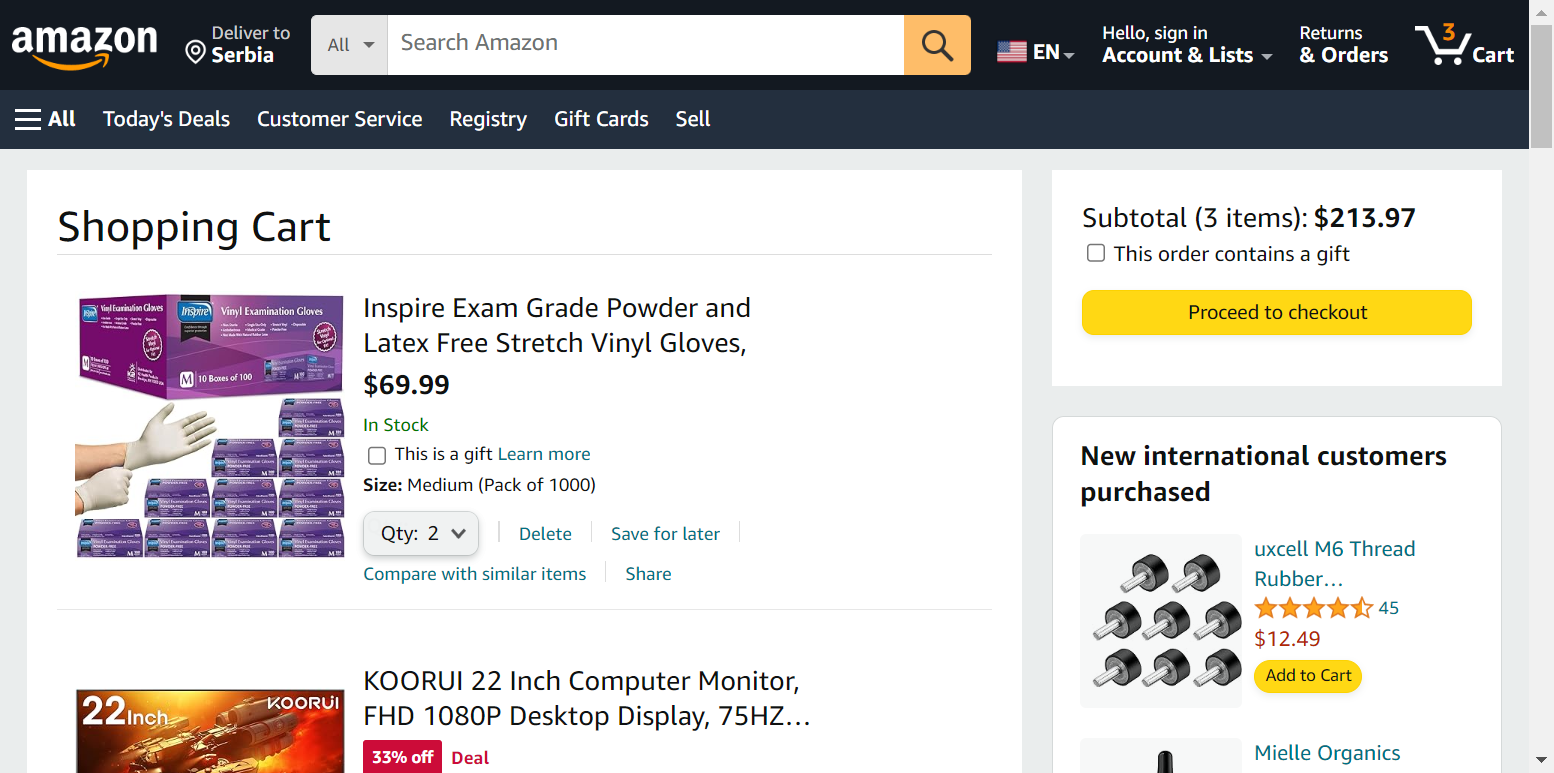 amazon
Deliver to
Serbia
All
Search Amazon
EN
Hello, sign in
Account & Lists
Returns
& Orders
3
Cart
All
Today's Deals
Customer Service
Registry
Gift Cards
Sell
Shopping Cart
Inspire
Vinyl Examination Gloves
M 10 Boxes of 100
Inspire Exam Grade Powder and
Latex Free Stretch Vinyl Gloves,
$69.99
In Stock
This is a gift Learn more
Size: Medium (Pack of 1000)
Qty: 2
Delete
Save for later
Compare with similar items
Share
22Inch
KOORUI
KOORUI 22 Inch Computer Monitor,
FHD 1080P Desktop Display, 75HZ…
33% off
Deal
Subtotal (3 items): $213.97
This order contains a gift
Proceed to checkout
New international customers
purchased
uxcell M6 Thread
Rubber…
45
$12.49
Add to Cart
Mielle Organics